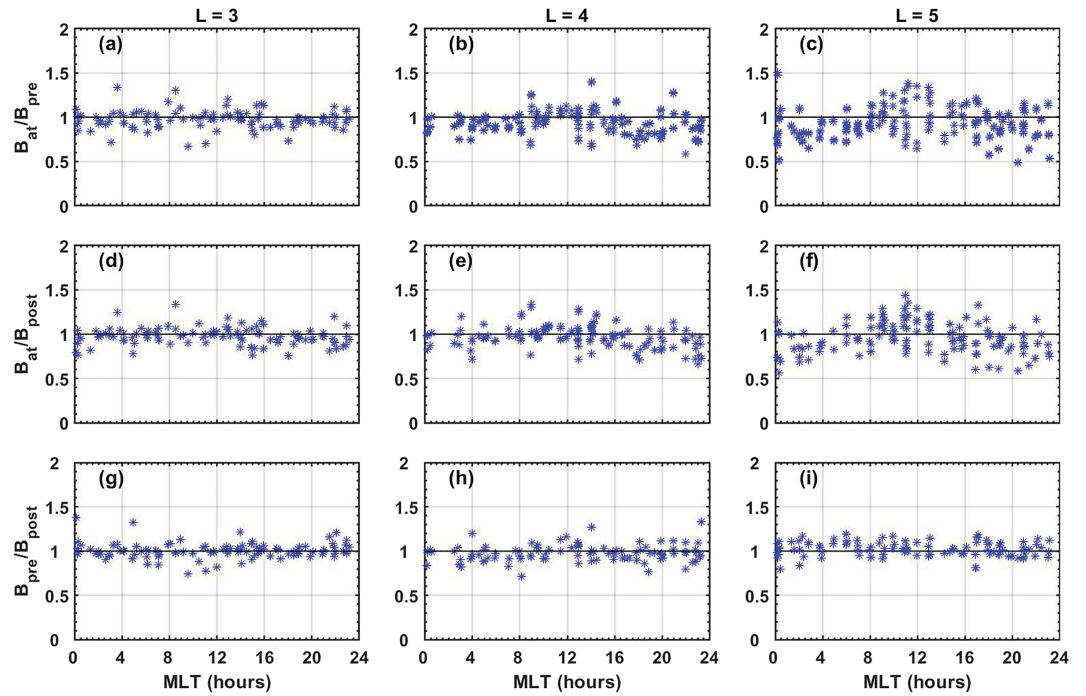 L = 3 L = 4 L = 5
2 2 2
(a) (b) (c)
1.5 1.5 1.5
B_at/B_pre
1 1 1
0.5 0.5 0.5
0 0 0
2 2 2
(d) (e) (f)
1.5 1.5 1.5
B_at/B_post
1 1 1
0.5 0.5 0.5
0 0 0
2 2 2
(g) (h) (i)
1.5 1.5 1.5
B_pre/B_post
1 1 1
0.5 0.5 0.5
0 0 0
0 4 8 12 16 20 24 0 4 8 12 16 20 24 0 4 8 12 16 20 24
MLT (hours) MLT (hours) MLT (hours)